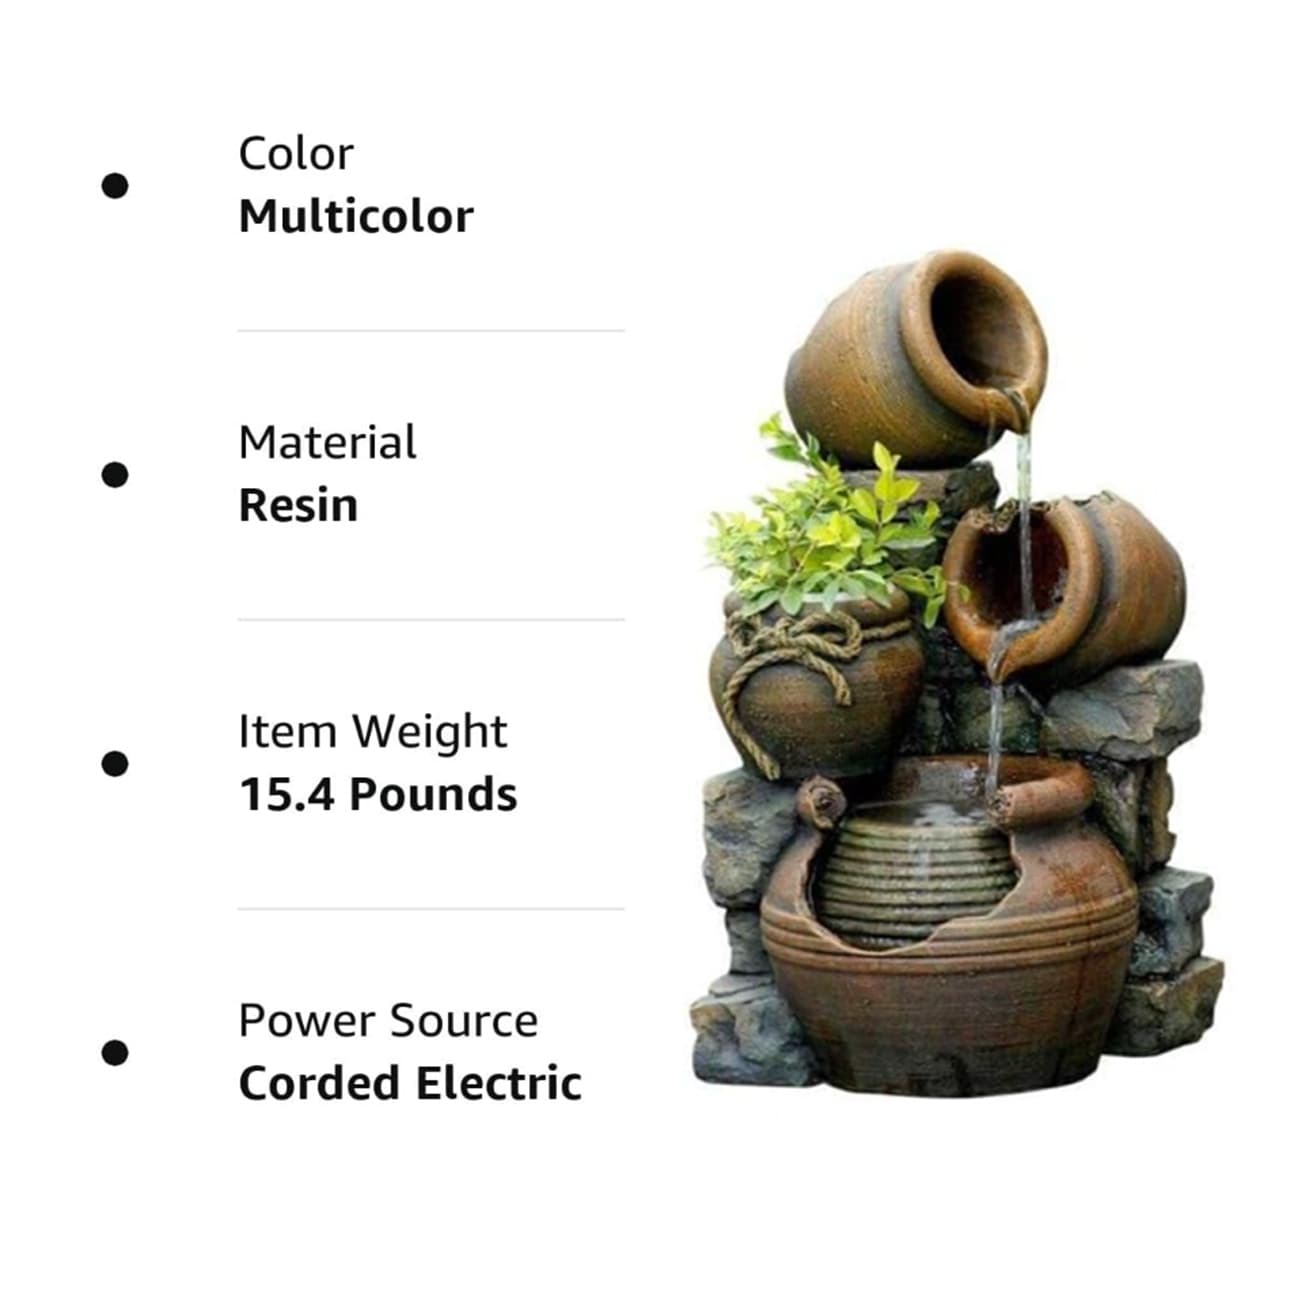 Color
Multicolor
Material
Resin
Item Weight
15.4 Pounds
Power Source
Corded Electric